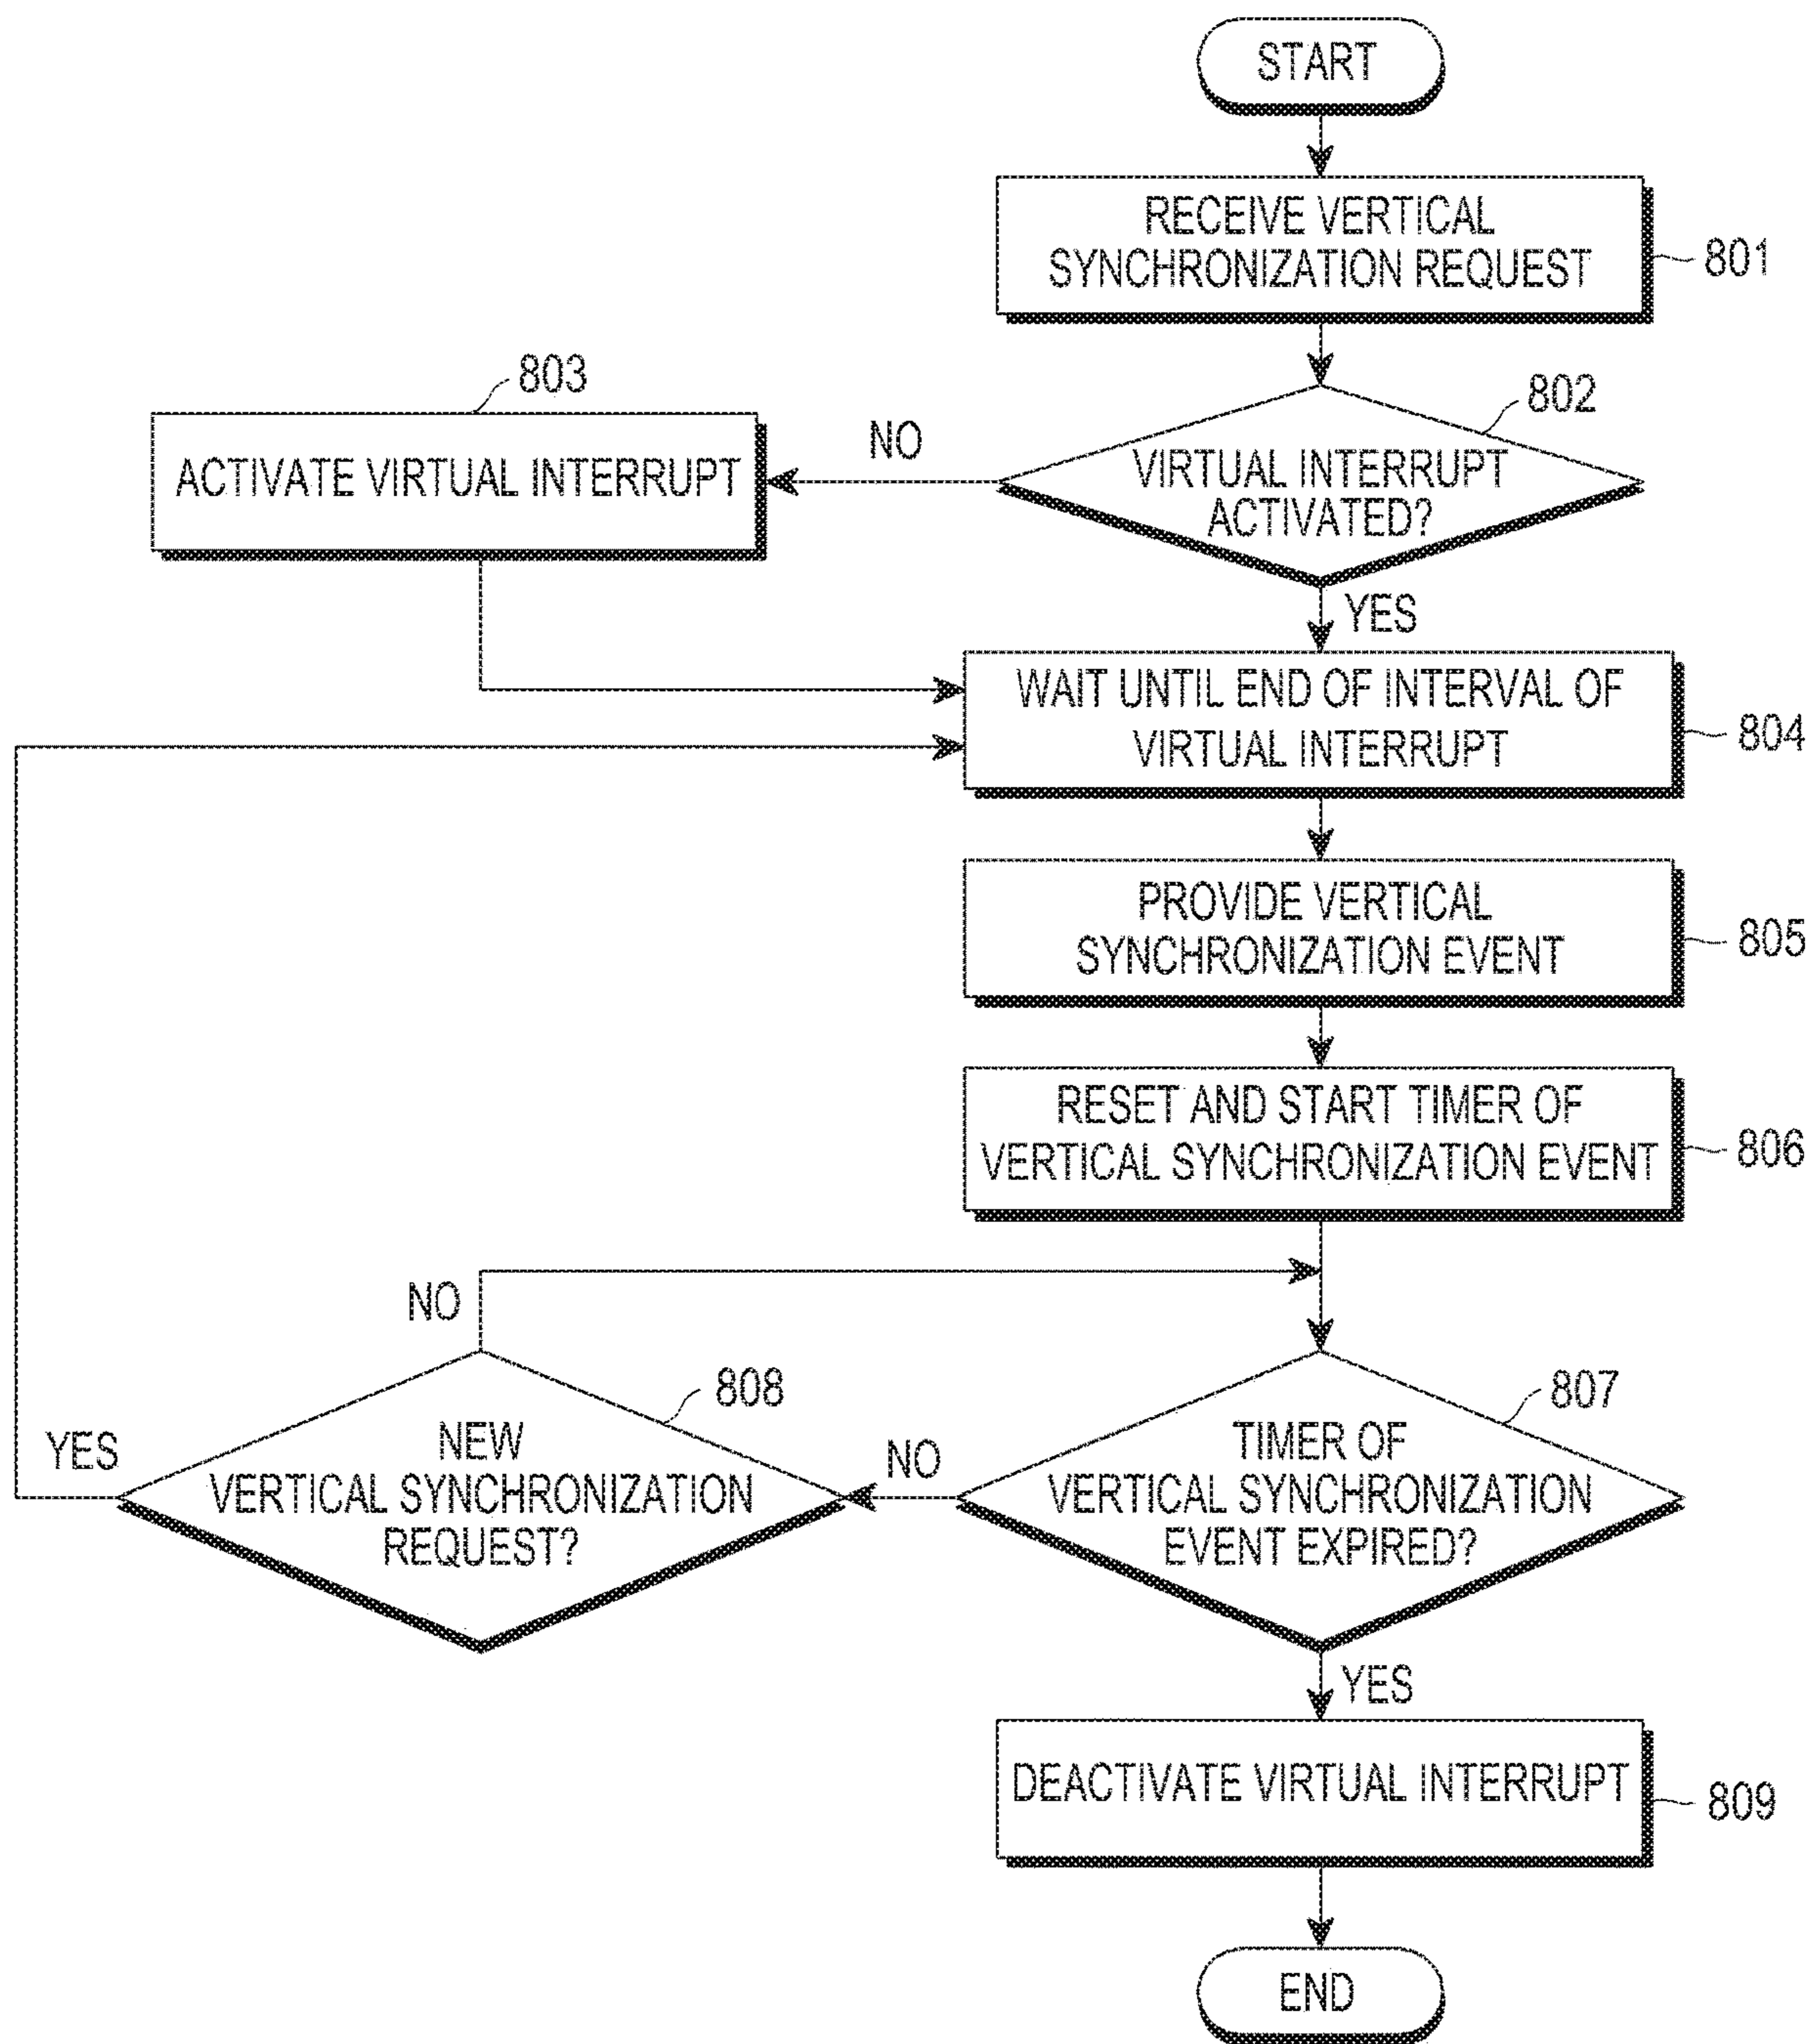 START
RECEIVE VERTICAL
SYNCHRONIZATION REQUEST
801
803
802
ACTIVATE VIRTUAL INTERRUPT
NO
VIRTUAL INTERRUPT
ACTIVATED?
YES
WAIT UNTIL END OF INTERVAL OF
VIRTUAL INTERRUPT
804
PROVIDE VERTICAL
SYNCHRONIZATION EVENT
805
RESET AND START TIMER OF
VERTICAL SYNCHRONIZATION EVENT
806
NO
808
807
YES
NEW
VERTICAL SYNCHRONIZATION
REQUEST?
NO
TIMER OF
VERTICAL SYNCHRONIZATION
EVENT EXPIRED?
YES
DEACTIVATE VIRTUAL INTERRUPT
809
END